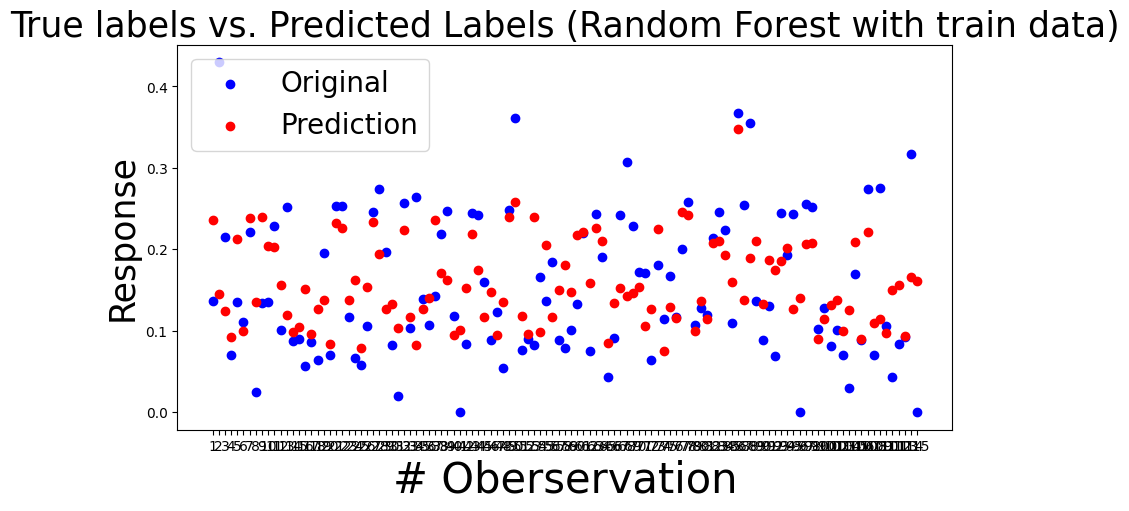 True labels vs. Predicted Labels (Random Forest with train data)
Original
Prediction
Response
0.4
0.3
0.2
0.1
0.0
# Oberservation